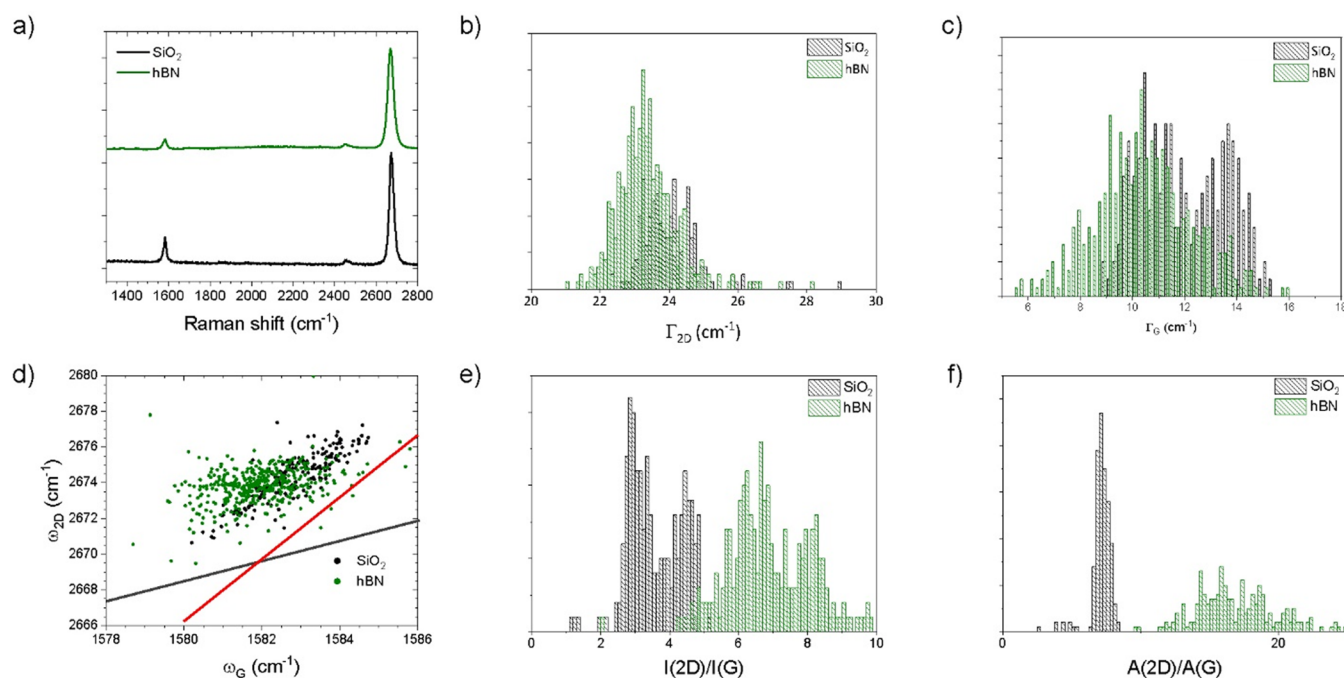 a)
SiO₂
hBN
1400 1600 1800 2000 2200 2400 2600 2800
Raman shift (cm⁻¹)
b)
SiO₂
hBN
20 22 24 26 28 30
Γ₂D (cm⁻¹)
c)
SiO₂
hBN
6 8 10 12 14 16 18
Γ_G (cm⁻¹)
d)
2680
2678
2676
2674
2672
2670
2668
2666
ω₂D (cm⁻¹)
SiO₂
hBN
1578 1580 1582 1584 1586
ω_G (cm⁻¹)
e)
SiO₂
hBN
0 2 4 6 8 10
I(2D)/I(G)
f)
SiO₂
hBN
0 20
A(2D)/A(G)